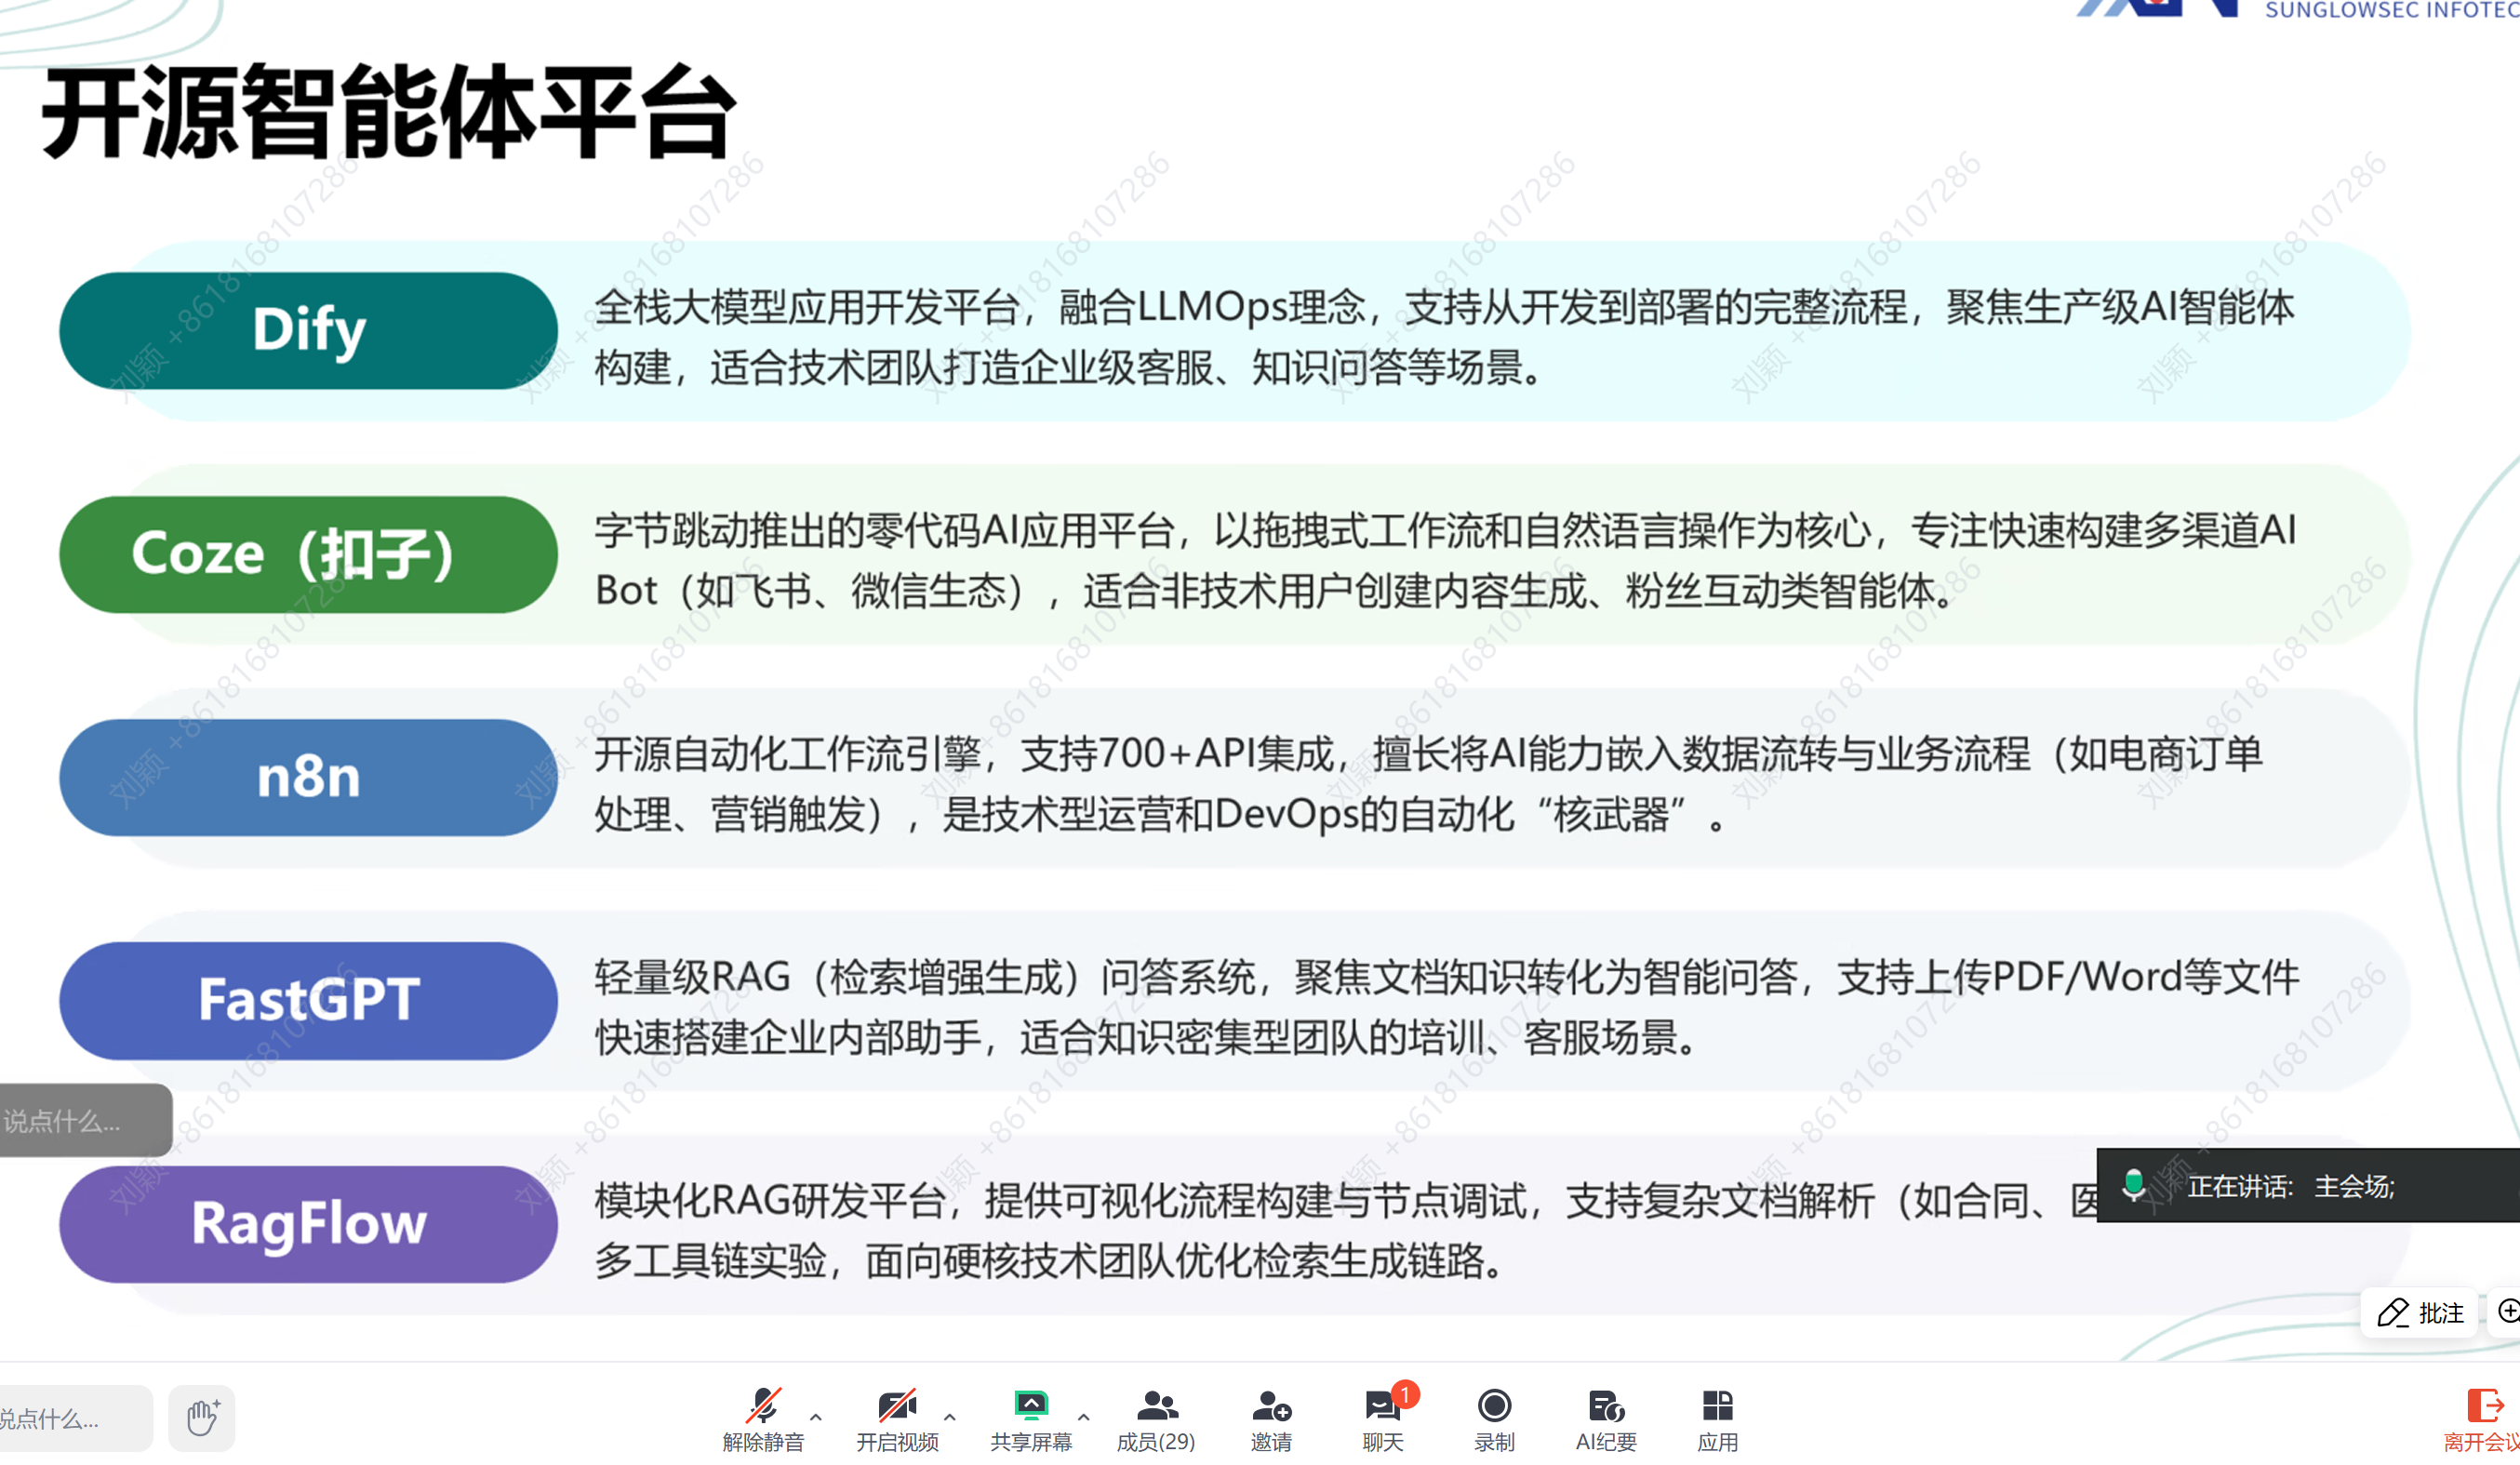 SUNGLOWSEC INFOTEC
开源智能体平台
Dify
全栈大模型应用开发平台，融合LLMOps理念，支持从开发到部署的完整流程，聚焦生产级AI智能体
构建，适合技术团队打造企业级客服、知识问答等场景。
Coze（扣子）
字节跳动推出的零代码AI应用平台，以拖拽式工作流和自然语言操作为核心，专注快速构建多渠道AI
Bot（如飞书、微信生态），适合非技术用户创建内容生成、粉丝互动类智能体。
n8n
开源自动化工作流引擎，支持700+API集成，擅长将AI能力嵌入数据流转与业务流程（如电商订单
处理、营销触发），是技术型运营和DevOps的自动化“核武器”。
FastGPT
轻量级RAG（检索增强生成）问答系统，聚焦文档知识转化为智能问答，支持上传PDF/Word等文件
快速搭建企业内部助手，适合知识密集型团队的培训、客服场景。
说点什么...
RagFlow
模块化RAG研发平台，提供可视化流程构建与节点调试，支持复杂文档解析（如合同、医
多工具链实验，面向硬核技术团队优化检索生成链路。
正在讲话: 主会场;
批注
说点什么...
解除静音
开启视频
共享屏幕
成员(29)
邀请
1
聊天
录制
AI纪要
应用
离开会议
刘颖 +8618168107286